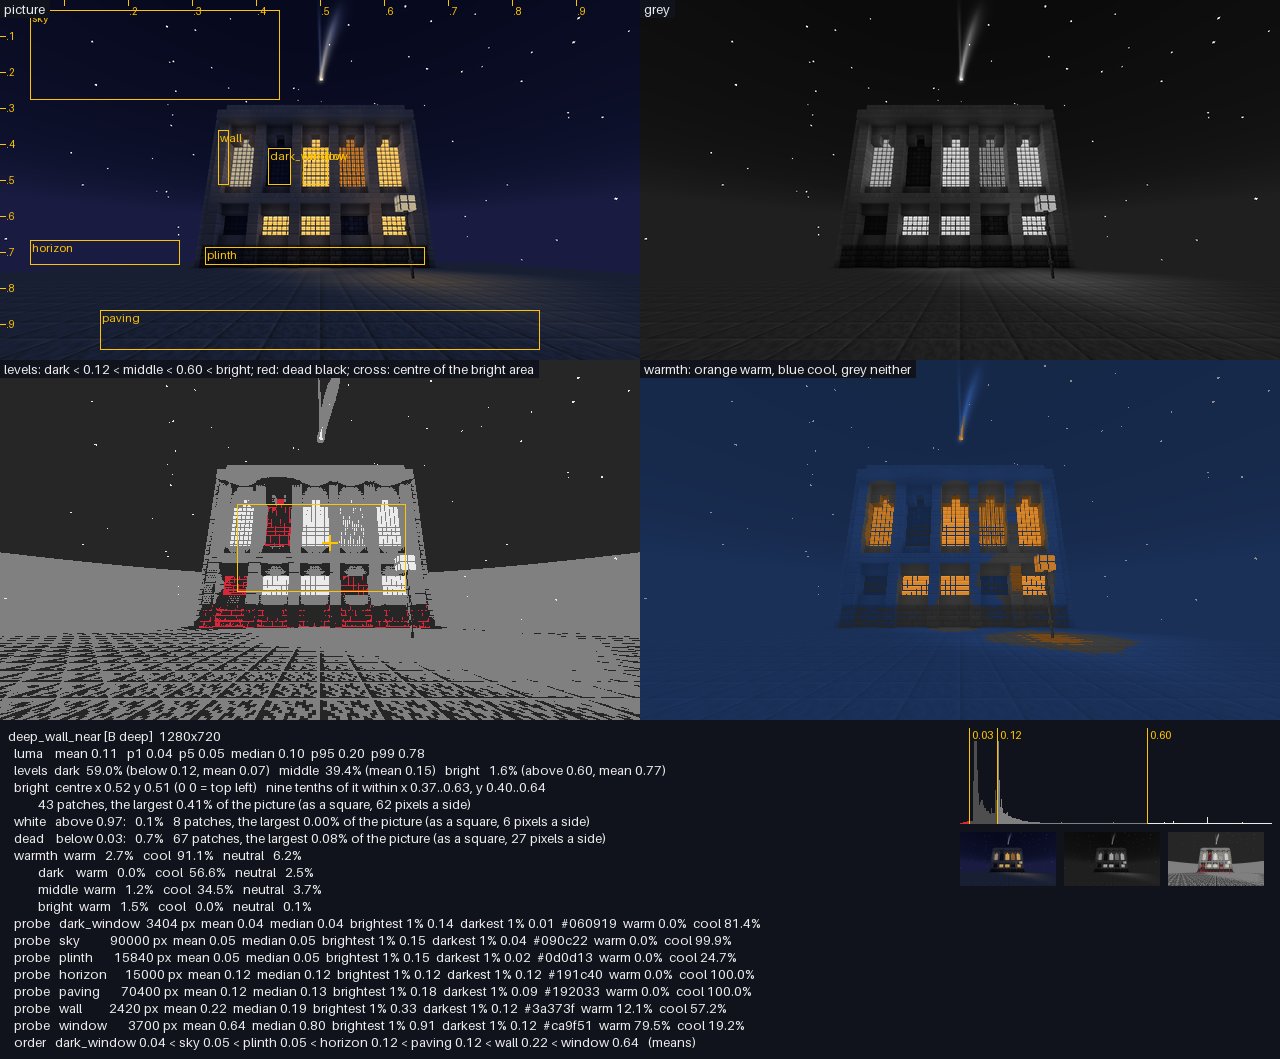 picture
grey
.2 .3 .4 .5 .6 .7 .8 .9
sky
.1
.2
.3
.4
.5
.6
.7
.8
.9
wall
horizon
plinth
paving
levels: dark < 0.12 < middle < 0.60 < bright; red: dead black; cross: centre of the bright area
warmth: orange warm, blue cool, grey neither
deep_wall_near [B deep] 1280x720
luma mean 0.11 p1 0.04 p5 0.05 median 0.10 p95 0.20 p99 0.78
levels dark 59.0% (below 0.12, mean 0.07) middle 39.4% (mean 0.15) bright 1.6% (above 0.60, mean 0.77)
bright centre x 0.52 y 0.51 (0 0 = top left) nine tenths of it within x 0.37..0.63, y 0.40..0.64
43 patches, the largest 0.41% of the picture (as a square, 62 pixels a side)
white above 0.97: 0.1% 8 patches, the largest 0.00% of the picture (as a square, 6 pixels a side)
dead below 0.03: 0.7% 67 patches, the largest 0.08% of the picture (as a square, 27 pixels a side)
warmth warm 2.7% cool 91.1% neutral 6.2%
dark warm 0.0% cool 56.6% neutral 2.5%
middle warm 1.2% cool 34.5% neutral 3.7%
bright warm 1.5% cool 0.0% neutral 0.1%
probe dark_window 3404 px mean 0.04 median 0.04 brightest 1% 0.14 darkest 1% 0.01 #060919 warm 0.0% cool 81.4%
probe sky 90000 px mean 0.05 median 0.05 brightest 1% 0.15 darkest 1% 0.04 #090c22 warm 0.0% cool 99.9%
probe plinth 15840 px mean 0.05 median 0.05 brightest 1% 0.15 darkest 1% 0.02 #0d0d13 warm 0.0% cool 24.7%
probe horizon 15000 px mean 0.12 median 0.12 brightest 1% 0.12 darkest 1% 0.12 #191c40 warm 0.0% cool 100.0%
probe paving 70400 px mean 0.12 median 0.13 brightest 1% 0.18 darkest 1% 0.09 #192033 warm 0.0% cool 100.0%
probe wall 2420 px mean 0.22 median 0.19 brightest 1% 0.33 darkest 1% 0.12 #3a373f warm 12.1% cool 57.2%
probe window 3700 px mean 0.64 median 0.80 brightest 1% 0.91 darkest 1% 0.12 #ca9f51 warm 79.5% cool 19.2%
order dark_window 0.04 < sky 0.05 < plinth 0.05 < horizon 0.12 < paving 0.12 < wall 0.22 < window 0.64 (means)
0.03 0.12 0.60